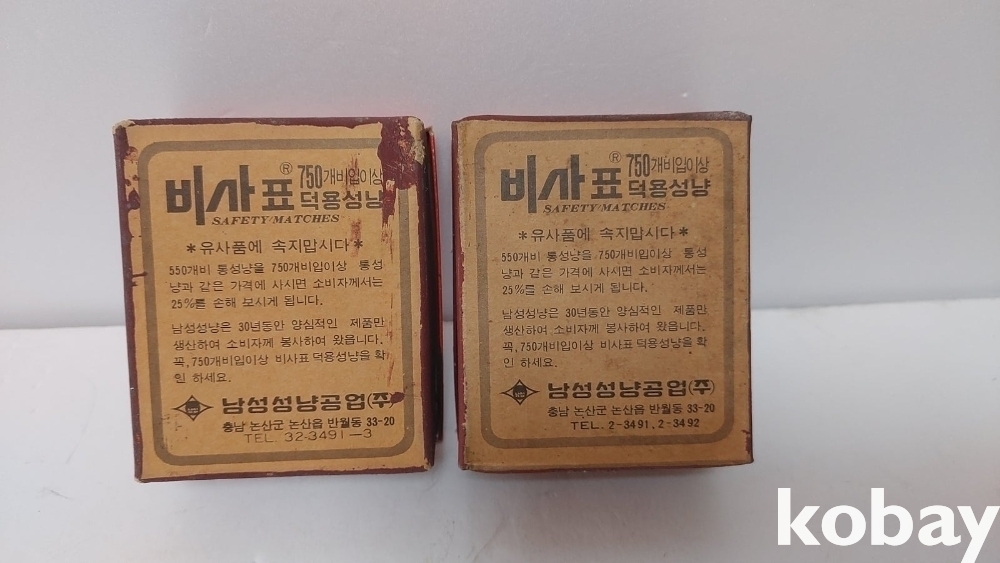 비사표 ® 750개비입이상
덕용성냥
SAFETY MATCHES
*유사품에 속지맙시다*
550개비 통성냥을 750개비입이상 통성
냥과 같은 가격에 사시면 소비자께서는
25%를 손해 보시게 됩니다.
남성성냥은 30년동안 양심적인 제품만
생산하여 소비자께 봉사하여 왔읍니다.
꼭, 750개비입이상 비사표 덕용성냥을 확
인 하세요.
남성성냥공업(주)
충남 논산군 논산읍 반월동 33-20
TEL. 32-3491-3
비사표 ® 750개비입이상
덕용성냥
SAFETY MATCHES
*유사품에 속지맙시다*
550개비 통성냥을 750개비입이상 통성
냥과 같은 가격에 사시면 소비자께서는
25%를 손해 보시게 됩니다.
남성성냥은 30년동안 양심적인 제품만
생산하여 소비자께 봉사하여 왔읍니다.
꼭, 750개비입이상 비사표 덕용성냥을 확
인 하세요.
남성성냥공업(주)
충남 논산군 논산읍 반월동 33-20
TEL. 2-3491, 2-3492
kobay